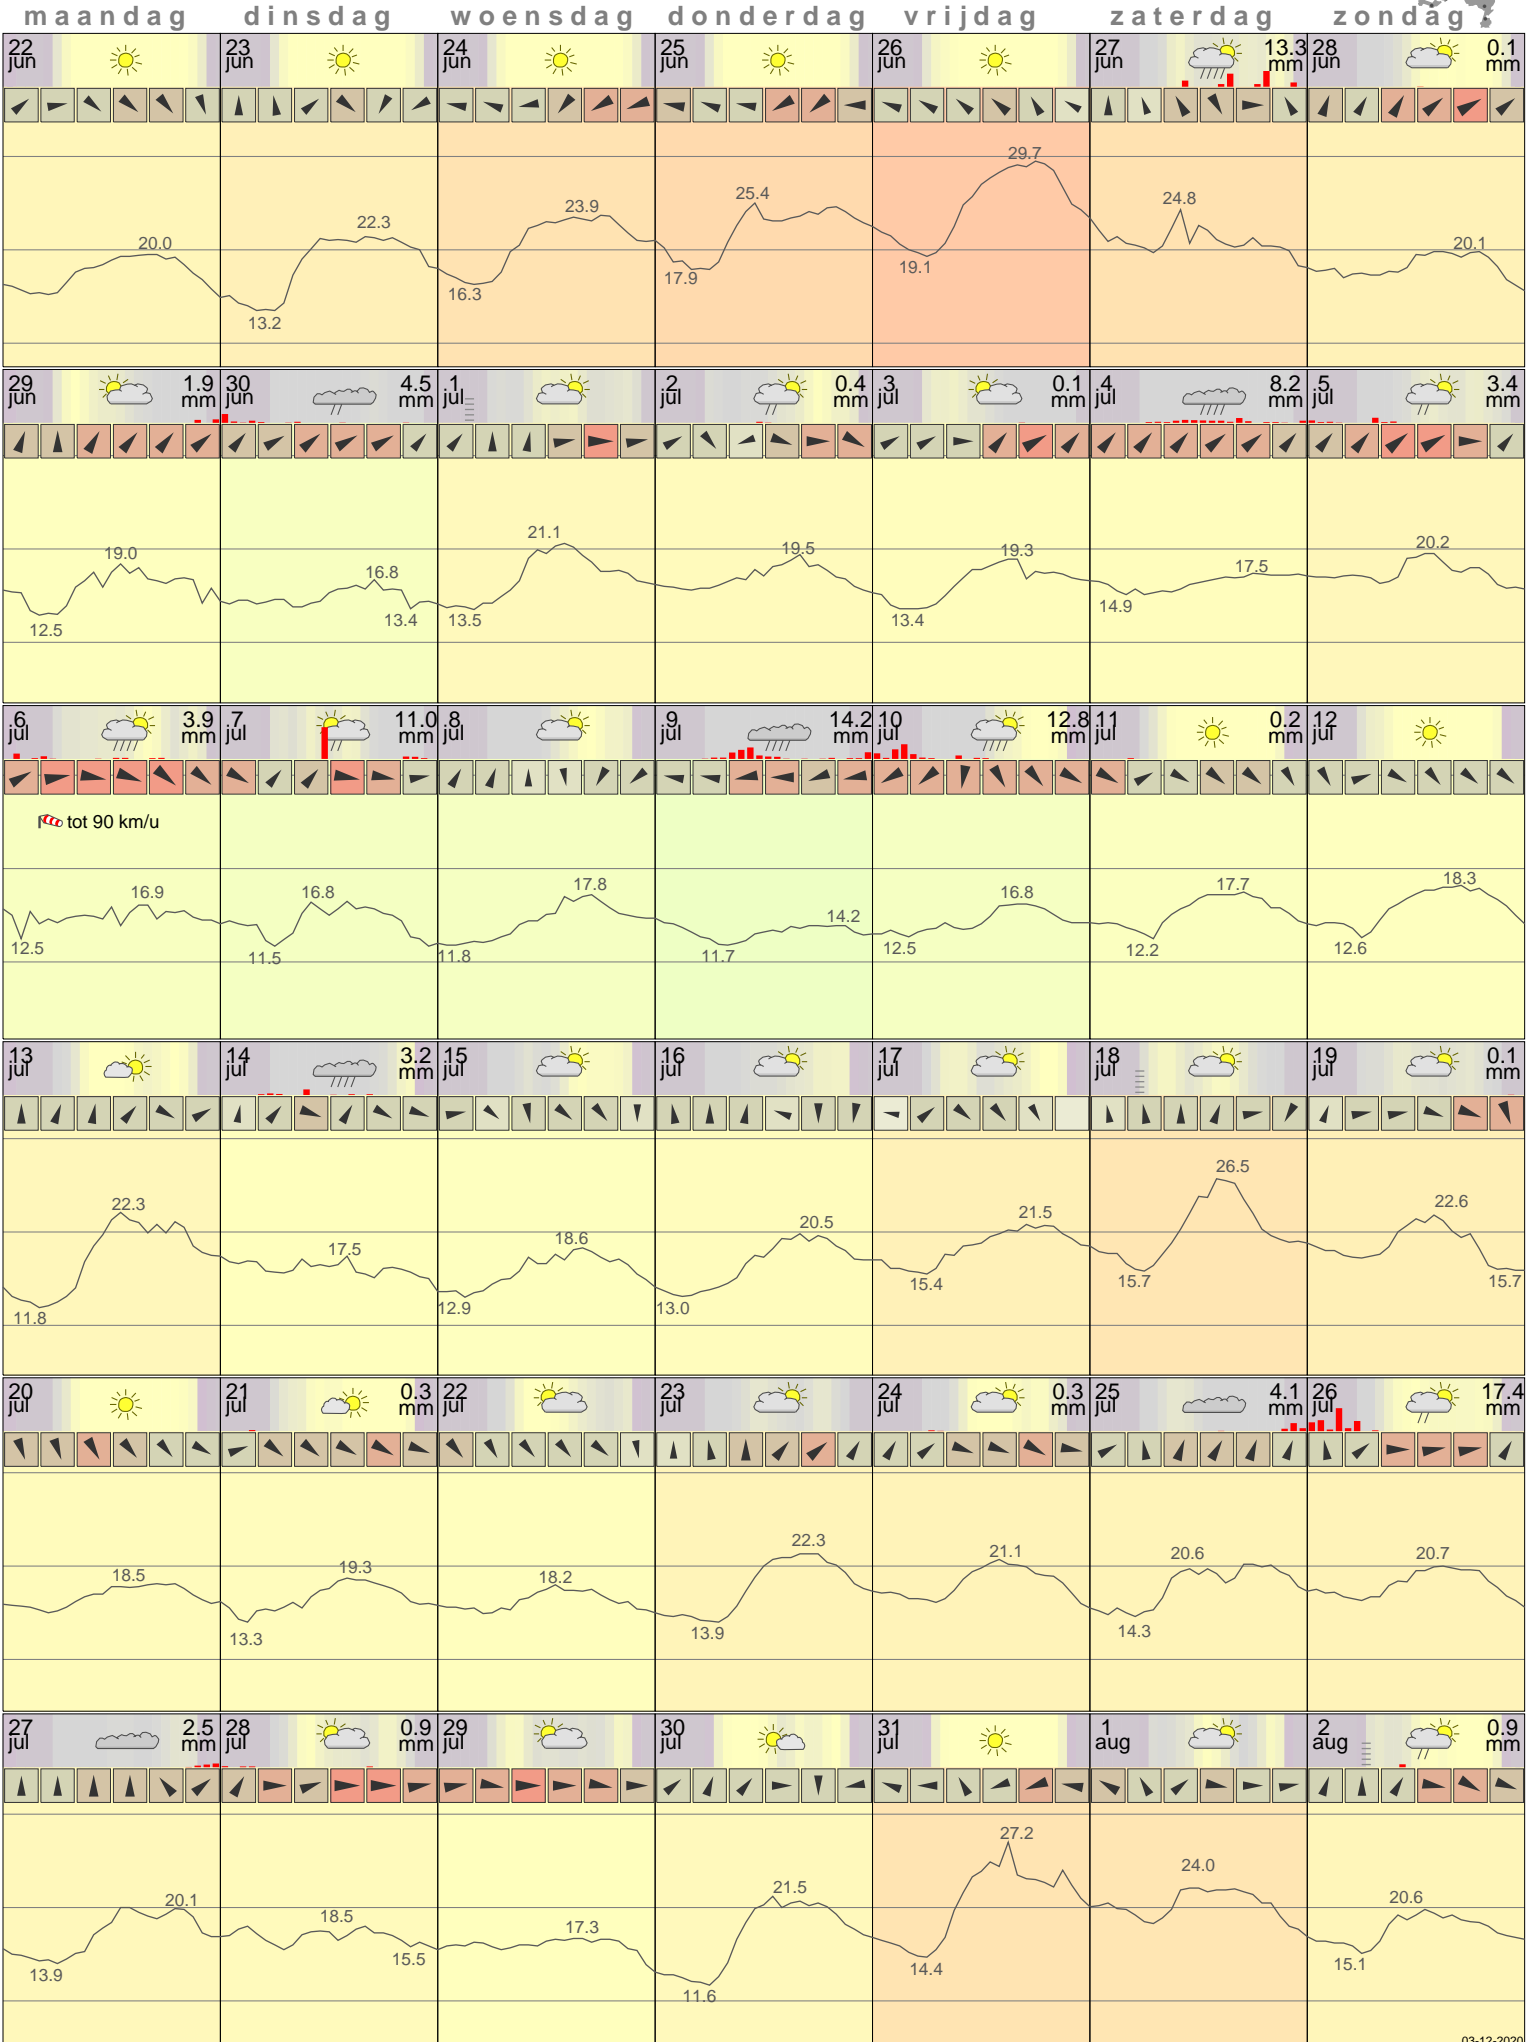 maandag dinsdag woensdag donderdag vrijdag zaterdag zondag
22 jun 23 jun 24 jun 25 jun 26 jun 27 jun 13.3 mm 28 jun 0.1 mm
20.0 13.2 22.3 16.3 23.9 17.9 25.4 19.1 29.7 24.8 20.1
29 jun 1.9 mm 30 jun 4.5 mm 1 jul 2 jul 0.4 mm 3 jul 0.1 mm 4 jul 8.2 mm 5 jul 3.4 mm
12.5 19.0 16.8 13.4 13.5 21.1 19.5 13.4 19.3 14.9 17.5 20.2
6 jul 3.9 mm 7 jul 11.0 mm 8 jul 9 jul 14.2 mm 10 jul 12.8 mm 11 jul 0.2 mm 12 jul
tot 90 km/u
12.5 16.9 11.5 16.8 11.8 17.8 11.7 14.2 12.5 16.8 12.2 17.7 12.6 18.3
13 jul 14 jul 3.2 mm 15 jul 16 jul 17 jul 18 jul 19 jul 0.1 mm
11.8 22.3 17.5 12.9 18.6 13.0 20.5 15.4 21.5 15.7 26.5 22.6 15.7
20 jul 21 jul 0.3 mm 22 jul 23 jul 24 jul 0.3 mm 25 jul 4.1 mm 26 jul 17.4 mm
18.5 13.3 19.3 18.2 13.9 22.3 21.1 14.3 20.6 20.7
27 jul 2.5 mm 28 jul 0.9 mm 29 jul 30 jul 31 jul 1 aug 2 aug 0.9 mm
13.9 20.1 18.5 15.5 17.3 11.6 21.5 14.4 27.2 24.0 15.1 20.6
03-12-2020